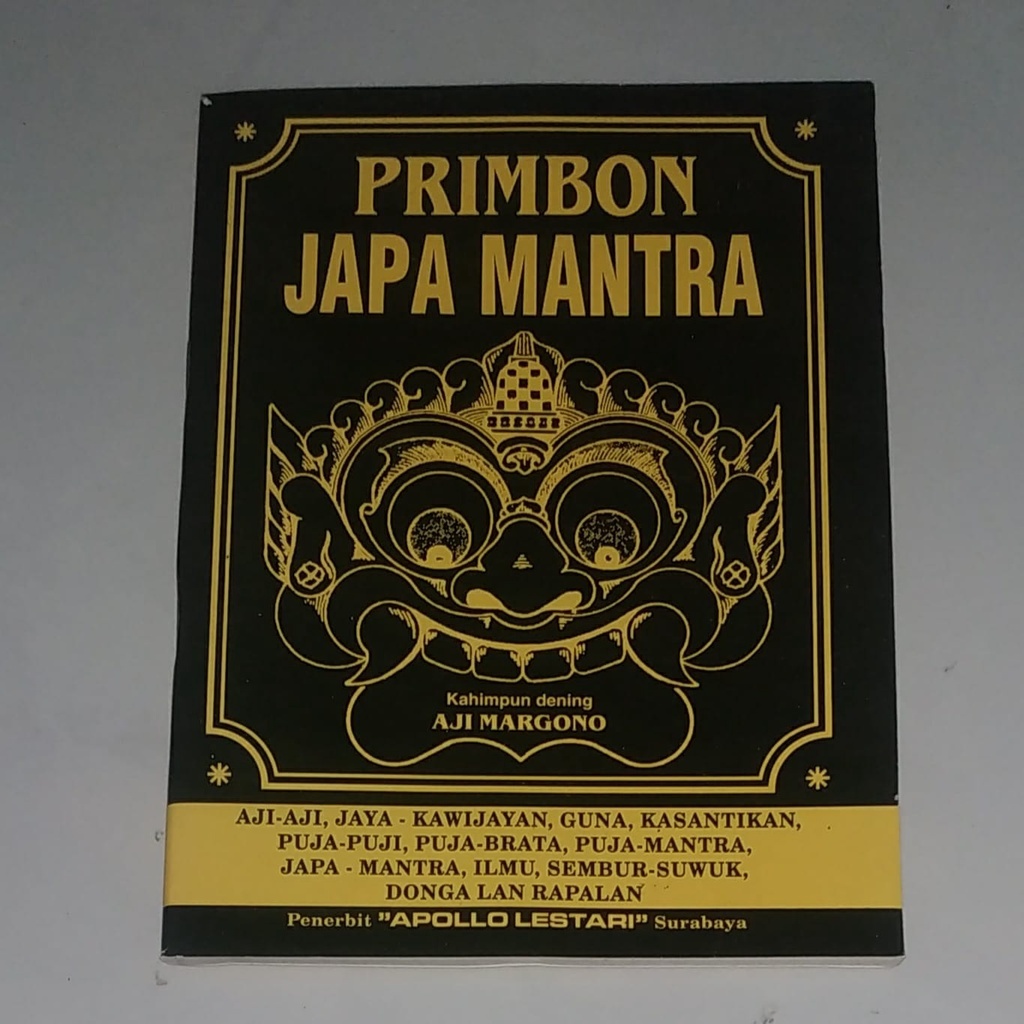 PRIMBON
JAPA MANTRA
Kahimpun dening
AJI MARGONO
AJI-AJI, JAYA - KAWIJAYAN, GUNA, KASANTIKAN,
PUJA-PUJI, PUJA-BRATA, PUJA-MANTRA,
JAPA - MANTRA, ILMU, SEMBUR-SUWUK,
DONGA LAN RAPALAN
Penerbit "APOLLO LESTARI" Surabaya